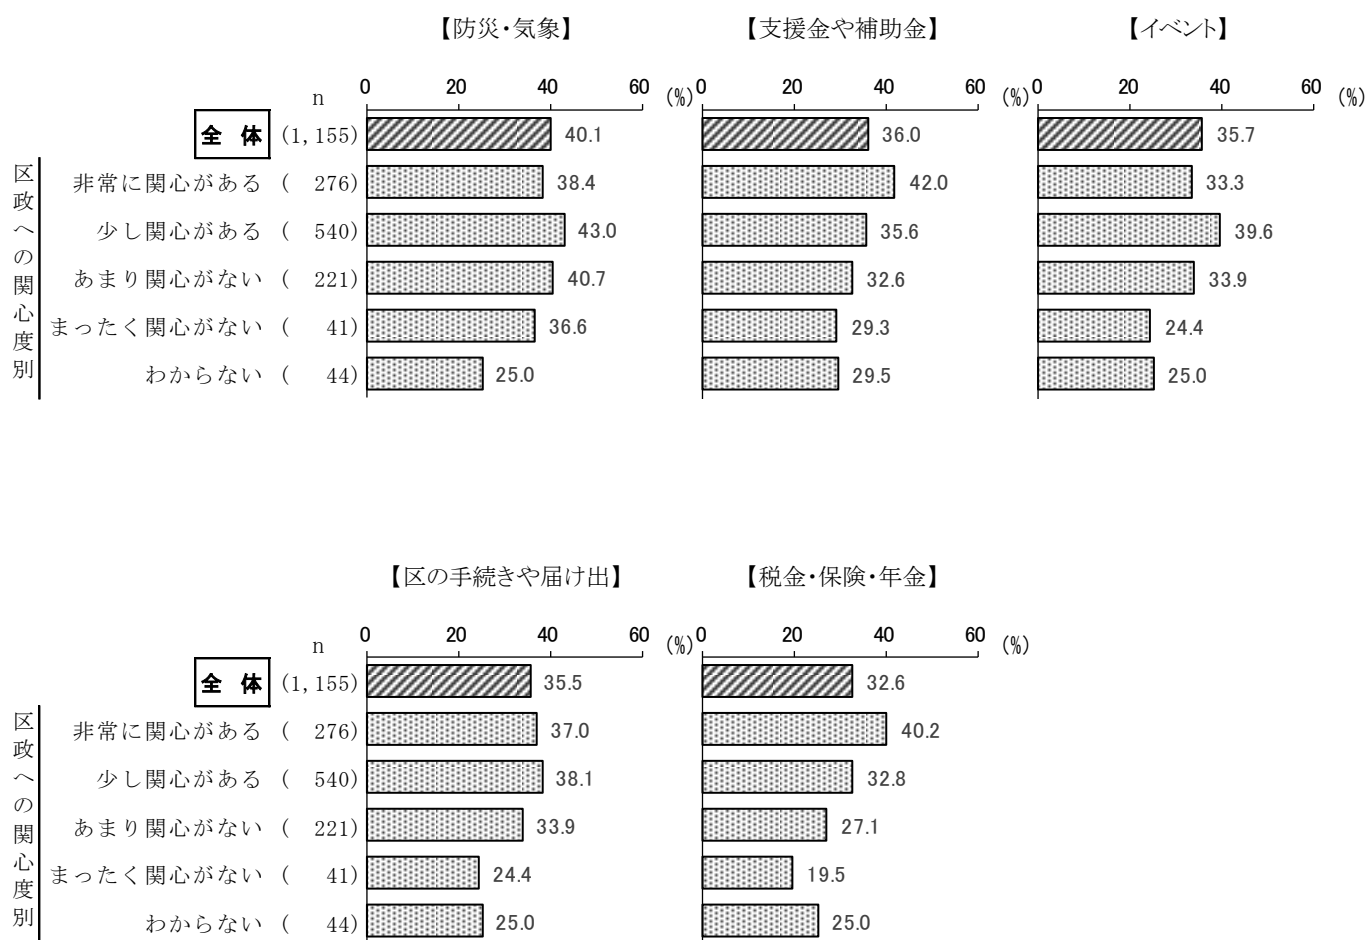 【防災・気象】 【支援金や補助金】 【イベント】
n 0 20 40 60 (%) 0 20 40 60 (%) 0 20 40 60 (%)
全 体 (1,155) 40.1 36.0 35.7
区政への関心度別
非常に関心がある ( 276) 38.4 42.0 33.3
少し関心がある ( 540) 43.0 35.6 39.6
あまり関心がない ( 221) 40.7 32.6 33.9
まったく関心がない ( 41) 36.6 29.3 24.4
わからない ( 44) 25.0 29.5 25.0
【区の手続きや届け出】 【税金・保険・年金】
n 0 20 40 60 (%) 0 20 40 60 (%)
全 体 (1,155) 35.5 32.6
区政への関心度別
非常に関心がある ( 276) 37.0 40.2
少し関心がある ( 540) 38.1 32.8
あまり関心がない ( 221) 33.9 27.1
まったく関心がない ( 41) 24.4 19.5
わからない ( 44) 25.0 25.0